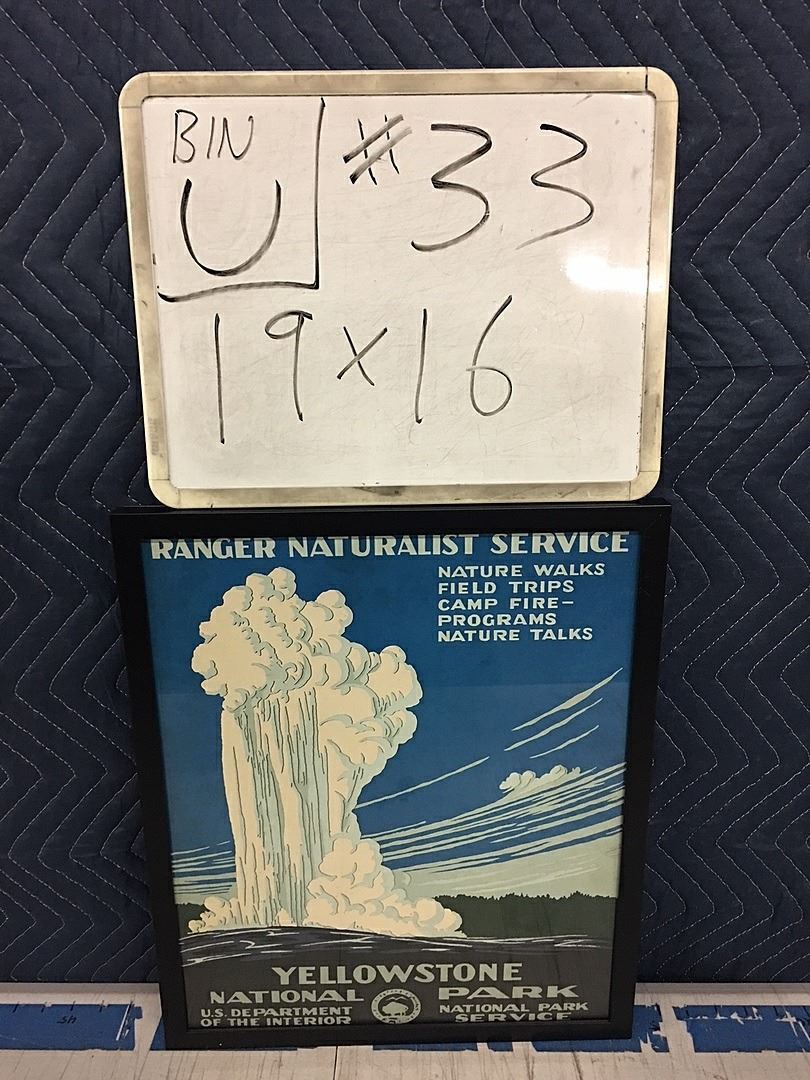 BIN
U
#33
19x16
RANGER NATURALIST SERVICE
NATURE WALKS
FIELD TRIPS
CAMP FIRE-
PROGRAMS
NATURE TALKS
YELLOWSTONE
NATIONAL PARK
U.S. DEPARTMENT
OF THE INTERIOR
NATIONAL PARK
SERVICE